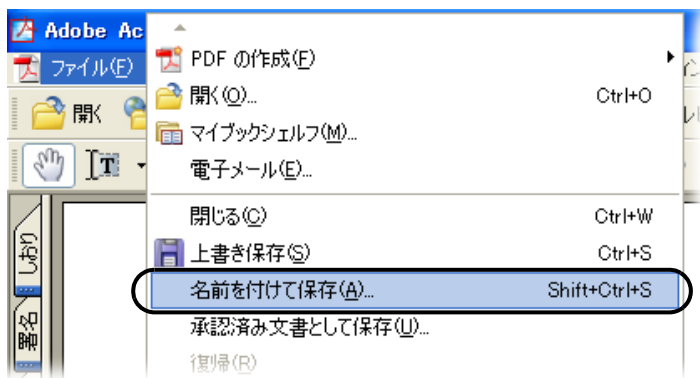 Adobe Ac
ファイル(F)
PDF の作成(F)
開く(O)... Ctrl+O
開く
マイブックシェルフ(M)...
電子メール(E)...
閉じる(C) Ctrl+W
しおり
上書き保存(S) Ctrl+S
名前を付けて保存(A)... Shift+Ctrl+S
署名
承認済み文書として保存(U)...
復帰(R)